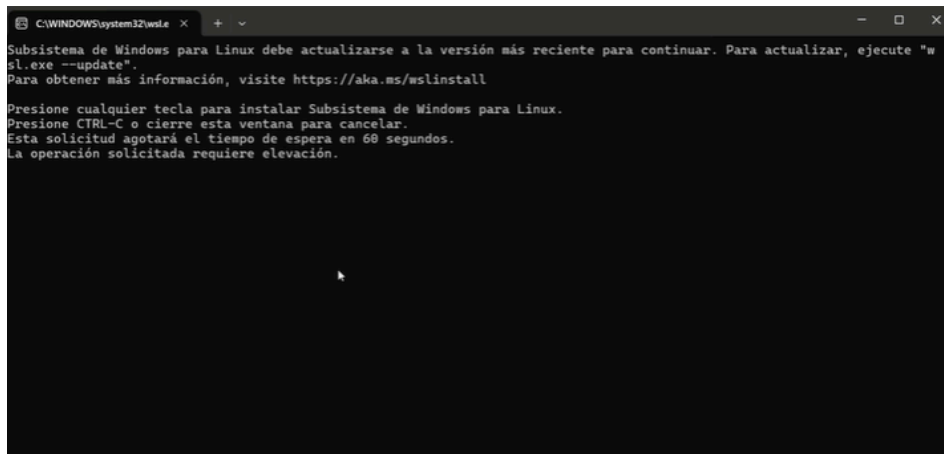 C:\WINDOWS\system32\wsl.e
Subsistema de Windows para Linux debe actualizarse a la versión más reciente para continuar. Para actualizar, ejecute "w
sl.exe --update".
Para obtener más información, visite https://aka.ms/wslinstall
Presione cualquier tecla para instalar Subsistema de Windows para Linux.
Presione CTRL-C o cierre esta ventana para cancelar.
Esta solicitud agotará el tiempo de espera en 60 segundos.
La operación solicitada requiere elevación.